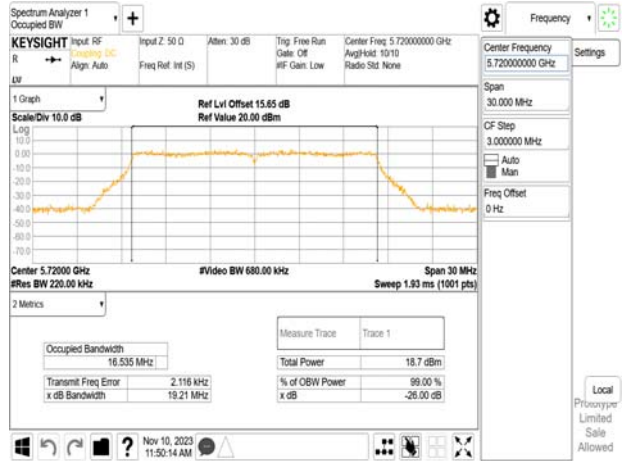 Spectrum Analyzer 1
Occupied BW
Frequency
KEYSIGHT
Input: RF
Coupling: DC
Align: Auto
Input Z: 50 Ω
Freq Ref: Int (S)
Atten: 30 dB
Trig: Free Run
Gate: Off
#IF Gain: Low
Center Freq: 5.720000000 GHz
Avg|Hold: 10/10
Radio Std: None
R
Center Frequency
5.720000000 GHz
Settings
Span
30.000 MHz
CF Step
3.000000 MHz
Auto
Man
Freq Offset
0 Hz
1 Graph
Scale/Div 10.0 dB
Ref Lvl Offset 15.65 dB
Ref Value 20.00 dBm
Log
10.0
0.00
-10.0
-20.0
-30.0
-40.0
-50.0
-60.0
-70.0
Center 5.72000 GHz
#Res BW 220.00 kHz
#Video BW 680.00 kHz
Span 30 MHz
Sweep 1.93 ms (1001 pts)
2 Metrics
Measure Trace
Trace 1
Occupied Bandwidth
16.535 MHz
Total Power
18.7 dBm
Transmit Freq Error
2.116 kHz
% of OBW Power
99.00 %
x dB Bandwidth
19.21 MHz
x dB
-26.00 dB
Local
Prototype
Limited
Sale
Allowed
Nov 10, 2023
11:50:14 AM